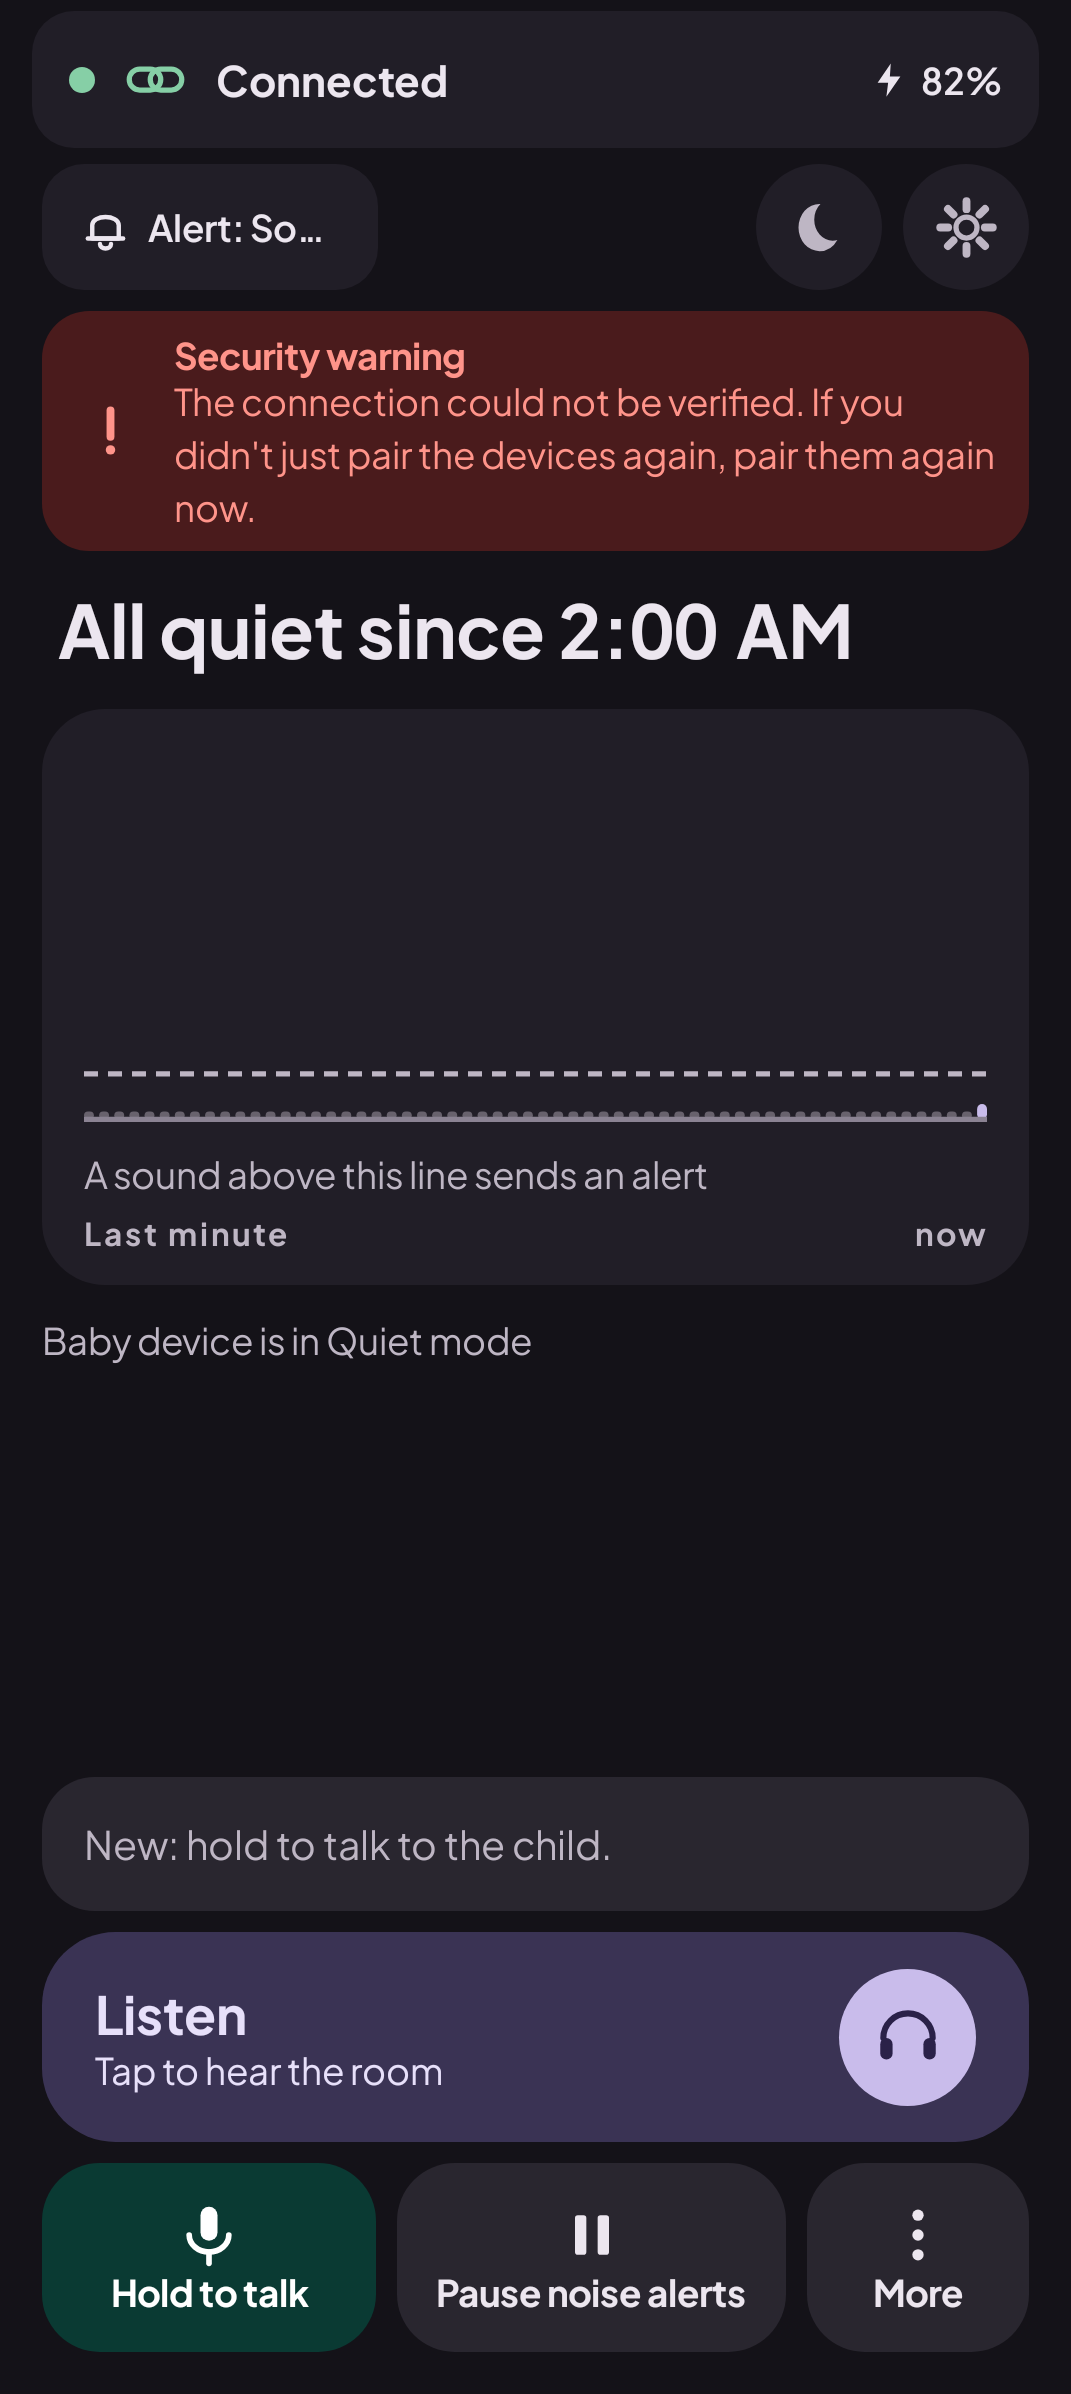 Connected
82%
Alert: So...
Security warning
The connection could not be verified. If you
didn't just pair the devices again, pair them again
now.
All quiet since 2:00 AM
A sound above this line sends an alert
Last minute
now
Baby device is in Quiet mode
New: hold to talk to the child.
Listen
Tap to hear the room
Hold to talk
Pause noise alerts
More